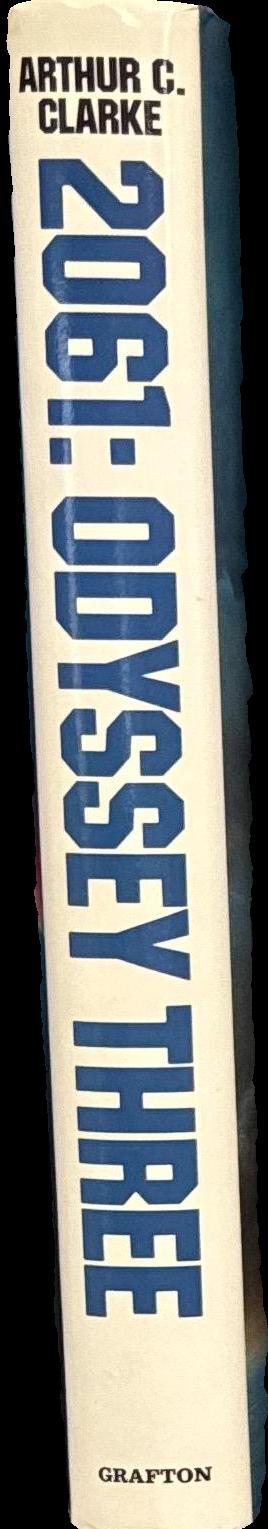 ARTHUR C.
CLARKE
2061: ODYSSEY THREE
GRAFTON